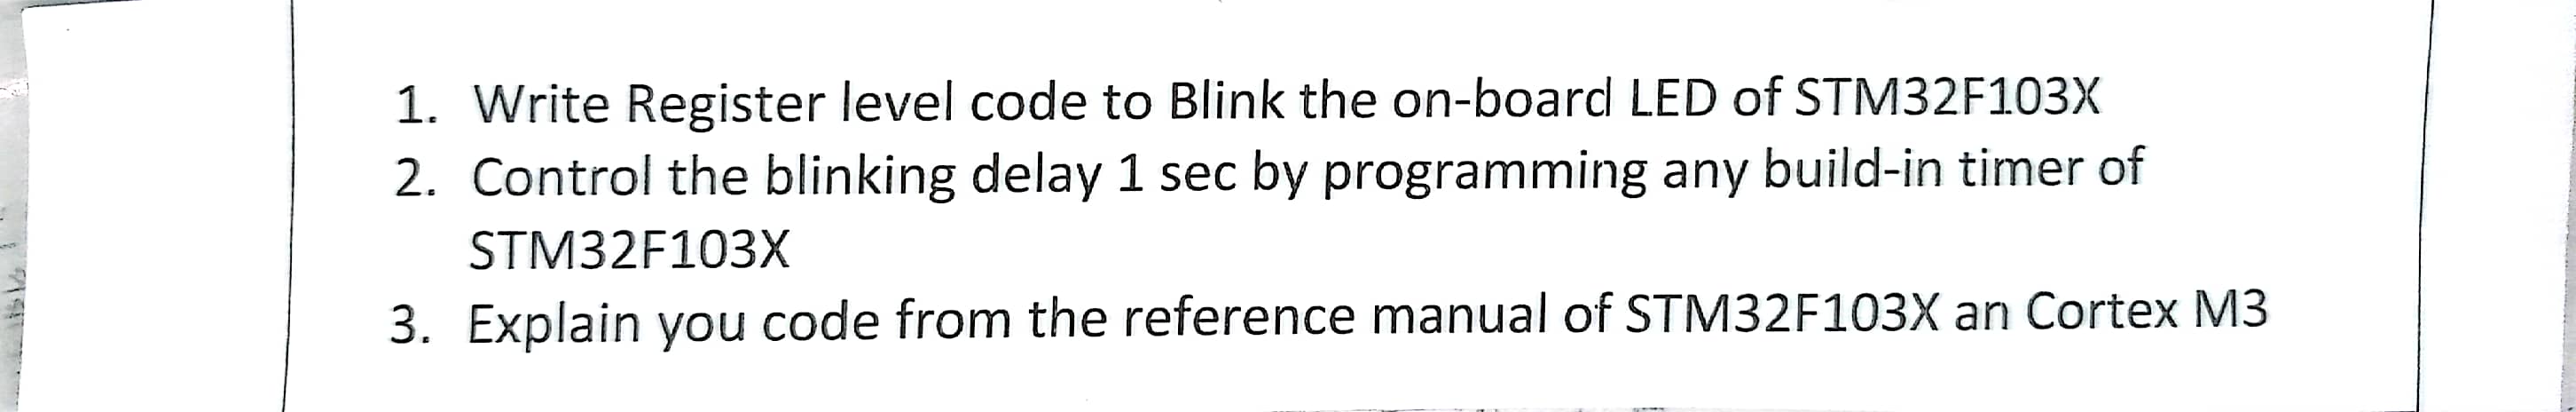 1. Write Register level code to Blink the on-board LED of STM32F103X
2. Control the blinking delay 1 sec by programming any build-in timer of
STM32F103X
3. Explain you code from the reference manual of STM32F103X an Cortex M3